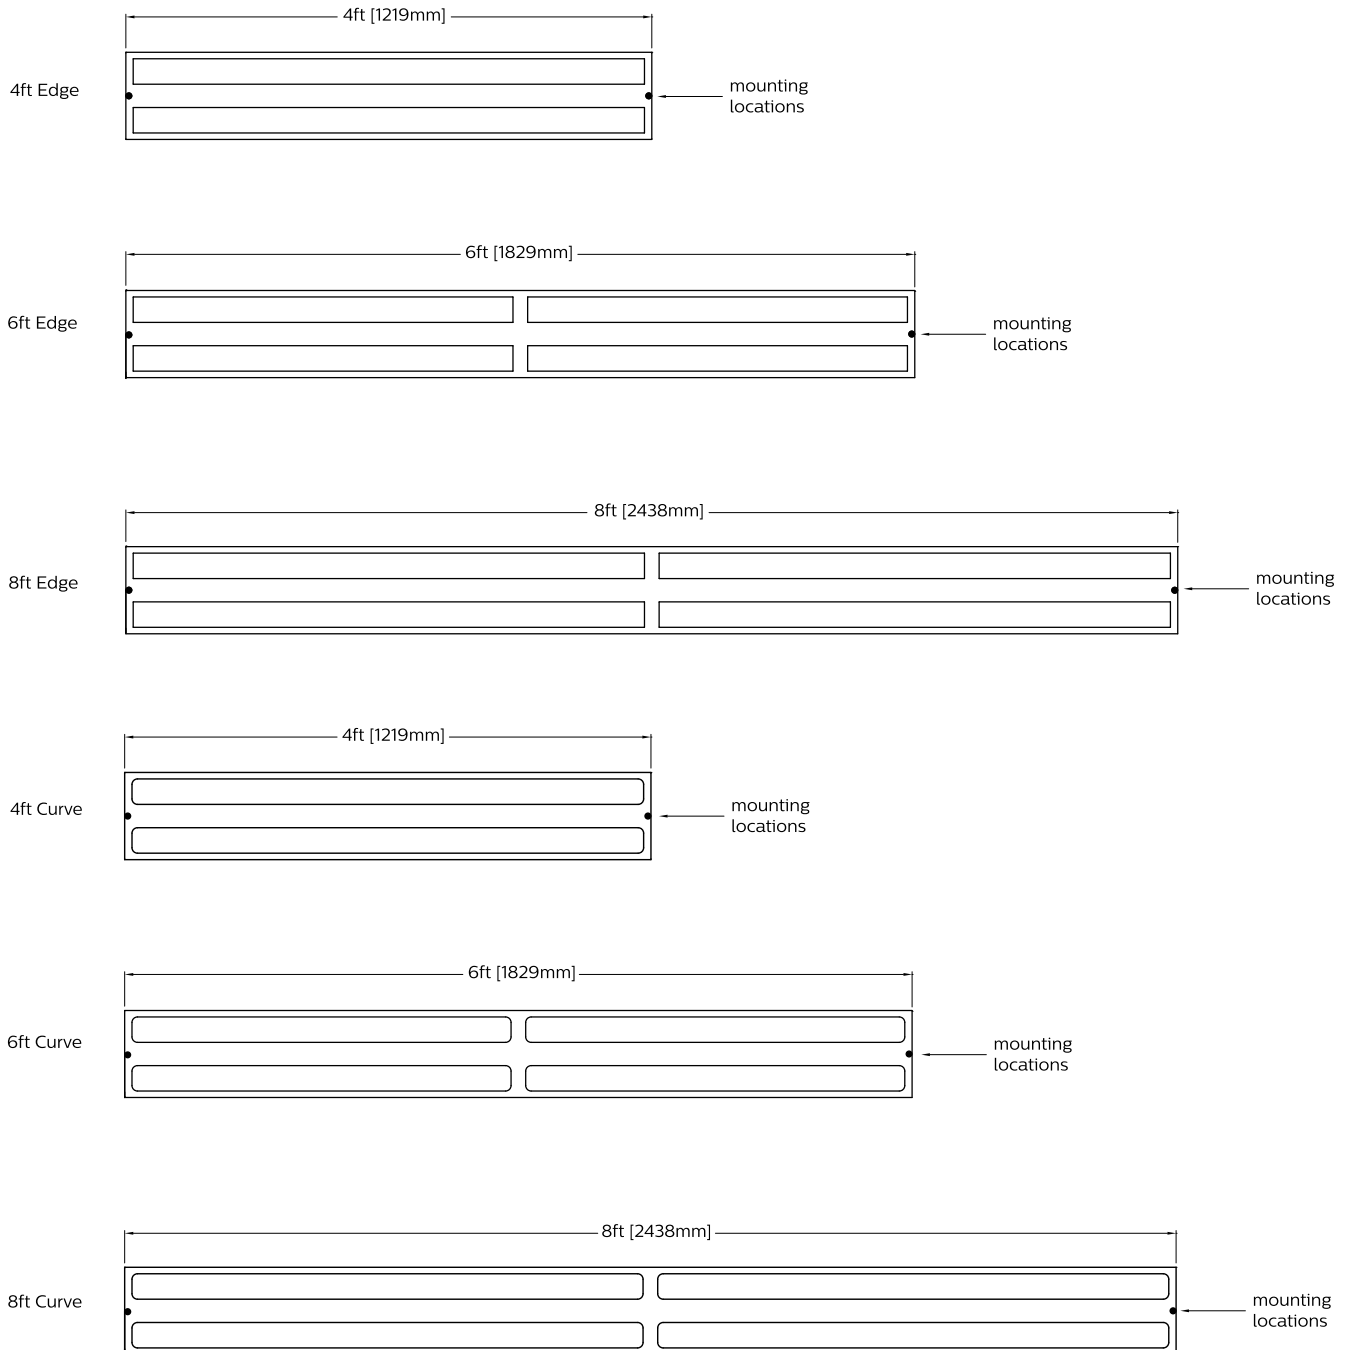 4ft [1219mm]
4ft Edge
mounting
locations
6ft [1829mm]
6ft Edge
mounting
locations
8ft [2438mm]
8ft Edge
mounting
locations
4ft [1219mm]
4ft Curve
mounting
locations
6ft [1829mm]
6ft Curve
mounting
locations
8ft [2438mm]
8ft Curve
mounting
locations